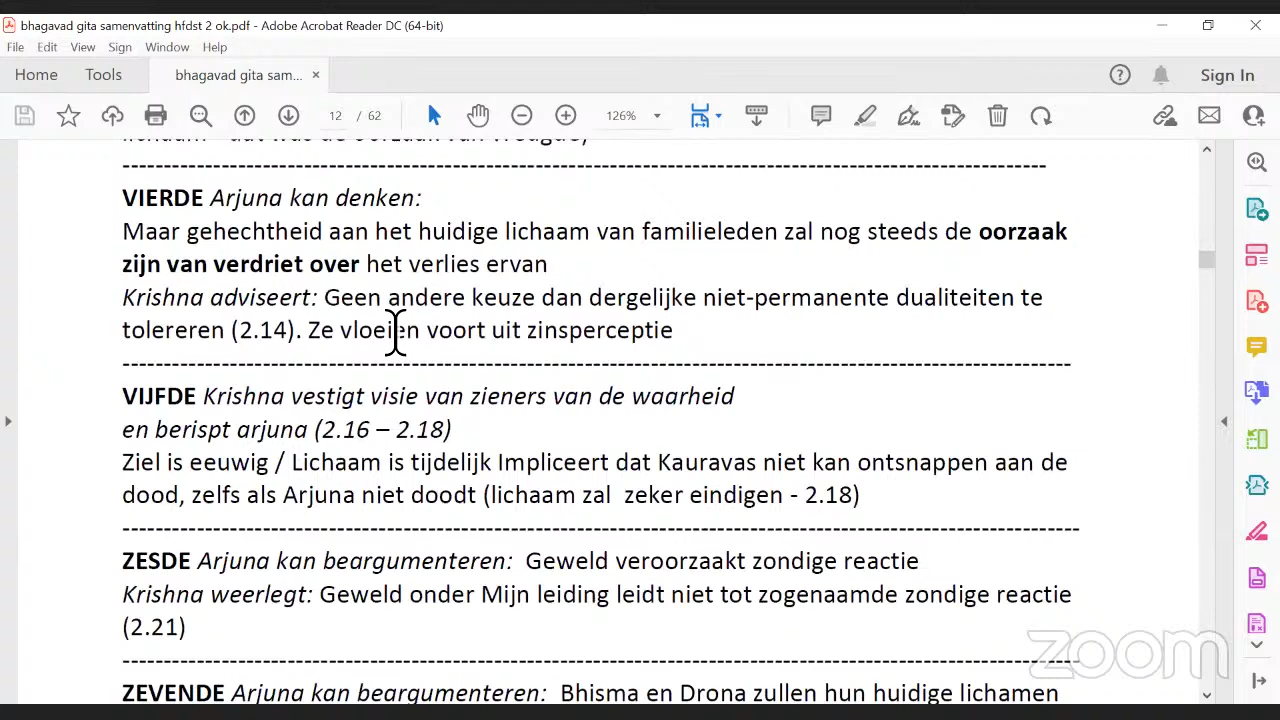 bhagavad gita samenvatting hfdst 2 ok.pdf - Adobe Acrobat Reader DC (64-bit)
File Edit View Sign Window Help
Home Tools bhagavad gita sam... × Sign In
12 / 62 126%
VIERDE Arjuna kan denken:
Maar gehechtheid aan het huidige lichaam van familieleden zal nog steeds de oorzaak
zijn van verdriet over het verlies ervan
Krishna adviseert: Geen andere keuze dan dergelijke niet-permanente dualiteiten te
tolereren (2.14). Ze vloeien voort uit zinsperceptie
VIJFDE Krishna vestigt visie van zieners van de waarheid
en berispt arjuna (2.16 – 2.18)
Ziel is eeuwig / Lichaam is tijdelijk Impliceert dat Kauravas niet kan ontsnappen aan de
dood, zelfs als Arjuna niet doodt (lichaam zal zeker eindigen - 2.18)
ZESDE Arjuna kan beargumenteren: Geweld veroorzaakt zondige reactie
Krishna weerlegt: Geweld onder Mijn leiding leidt niet tot zogenaamde zondige reactie
(2.21)
zoom
ZEVENDE Arjuna kan beargumenteren: Bhisma en Drona zullen hun huidige lichamen